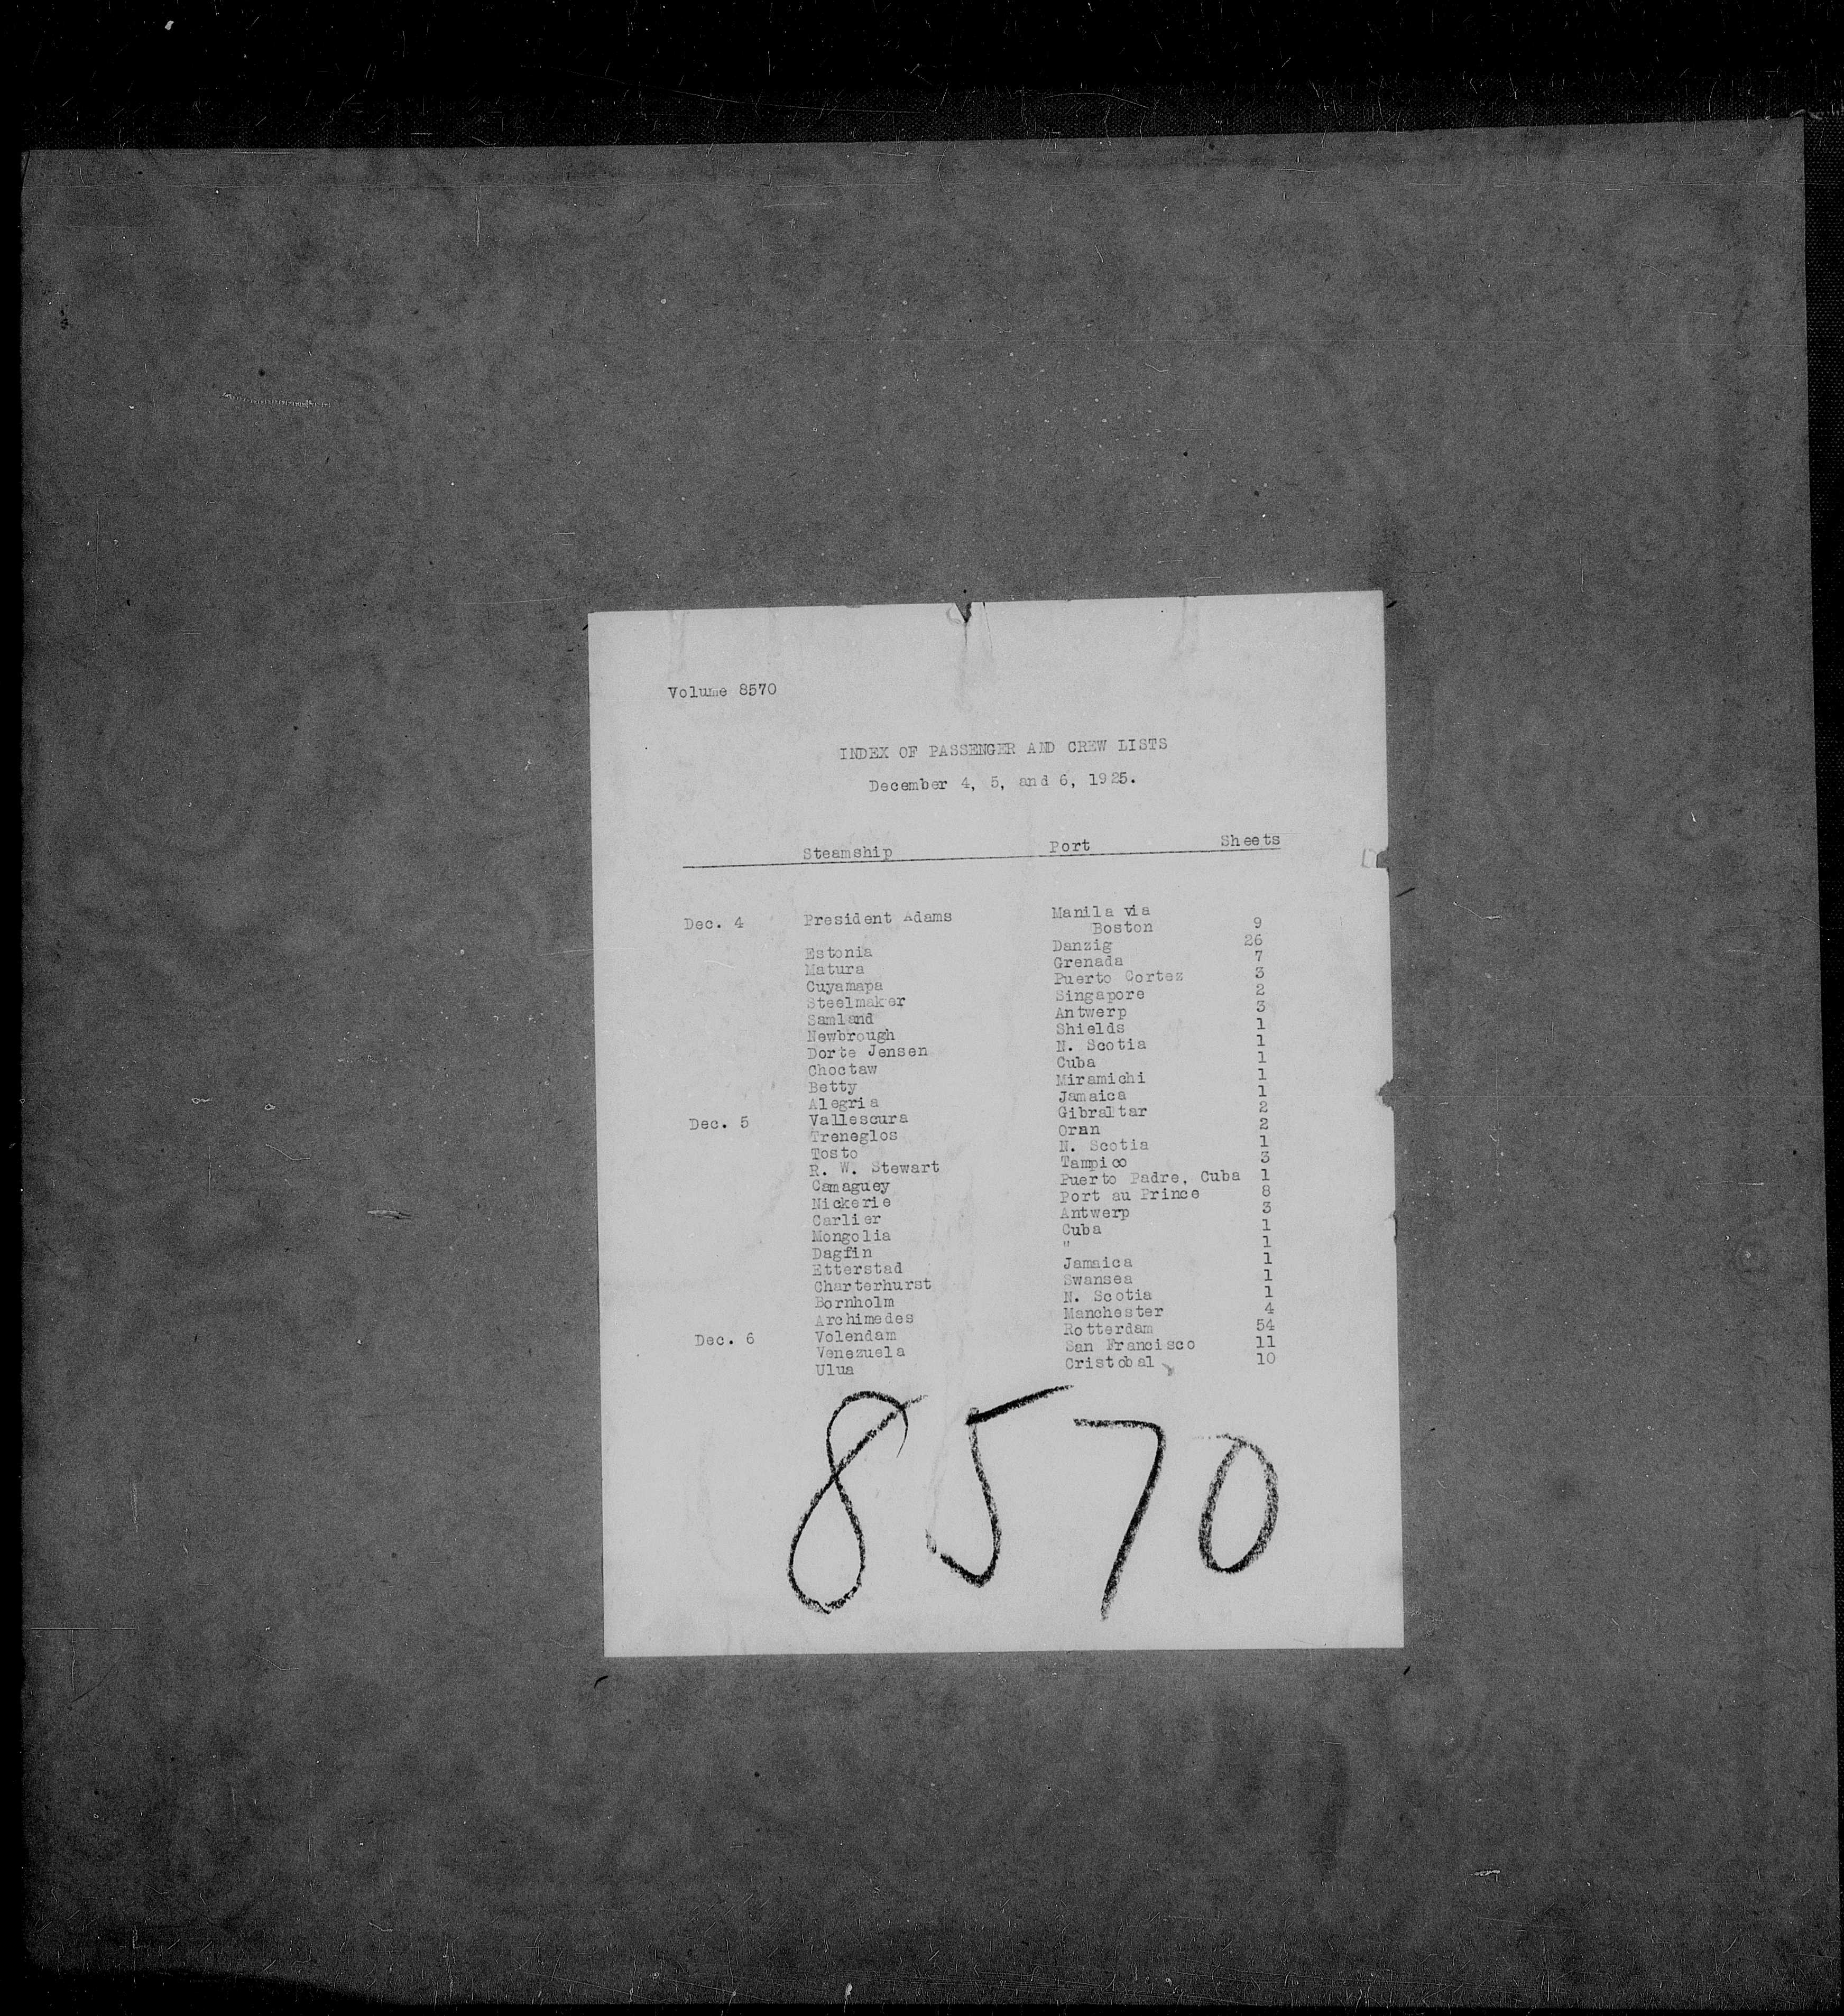 Volume 8570
INDEX OF PASSENGER AND CREW LISTS
December 4, 5, and 6, 1925.
Steamship Port Sheets
Dec. 4 President Adams Manila via
Boston 9
Estonia Danzig 26
Matura Grenada 7
Cuyamapa Puerto Cortez 3
Steelmaker Singapore 2
Samland Antwerp 3
Newbrough Shields 1
Dorte Jensen N. Scotia 1
Choctaw Cuba 1
Betty Miramichi 1
Alegria Jamaica 1
Dec. 5 Vallescura Gibraltar 2
Treneglos Oran 2
Tosto N. Scotia 1
R. W. Stewart Tampico 3
Camaguey Puerto Padre, Cuba 1
Nickerie Port au Prince 8
Carlier Antwerp 3
Mongolia Cuba 1
Dagfin " 1
Etterstad Jamaica 1
Charterhurst Swansea 1
Bornholm N. Scotia 1
Archimedes Manchester 4
Dec. 6 Volendam Rotterdam 54
Venezuela San Francisco 11
Ulua Cristobal 10
8570